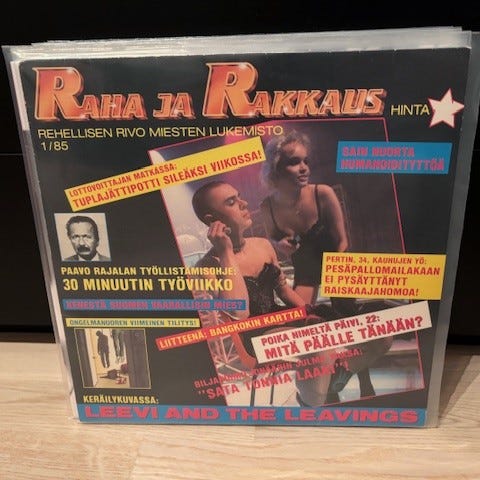 RAHA JA RAKKAUS
HINTA
REHELLISEN RIVO MIESTEN LUKEMISTO
1/85
LOTTOVOITTAJAN MATKASSA:
TUPLAJÄTTIPOTTI SILEÄKSI VIIKOSSA!
SAIN NUORTA
HUMANOIDITYTTÖÄ
PAAVO RAJALAN TYÖLLISTÄMISOHJE:
30 MINUUTIN TYÖVIIKKO
PERTIN, 34, KAUHUJEN YÖ:
PESÄPALLOMAILAKAAN
EI PYSÄYTTÄNYT
RAISKAAJAHOMOA!
KENESTÄ SUOMEN VAARALLISIN MIES?
LIITTEENÄ: BANGKOKIN KARTTA!
ONGELMANUOREN VIIMEINEN TILITYS!
POIKA NIMELTÄ PÄIVI, 22:
MITÄ PÄÄLLE TÄNÄÄN?
"SATA TONNIA LAAKI"!
KERÄILYKUVASSA:
LEEVI AND THE LEAVINGS